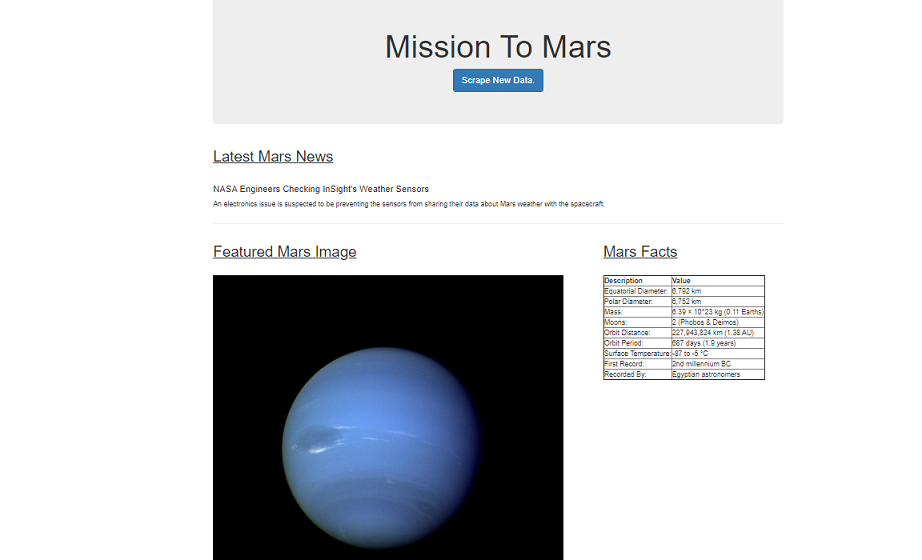 Mission To Mars
Scrape New Data.
Latest Mars News
NASA Engineers Checking InSight's Weather Sensors
An electronics issue is suspected to be preventing the sensors from sharing their data about Mars weather with the spacecraft.
Featured Mars Image
Mars Facts
Description Value
Equatorial Diameter: 6,792 km
Polar Diameter: 6,752 km
Mass: 6.39 × 10^23 kg (0.11 Earths)
Moons: 2 (Phobos & Deimos)
Orbit Distance: 227,943,824 km (1.38 AU)
Orbit Period: 687 days (1.9 years)
Surface Temperature: -87 to -5 °C
First Record: 2nd millennium BC
Recorded By: Egyptian astronomers